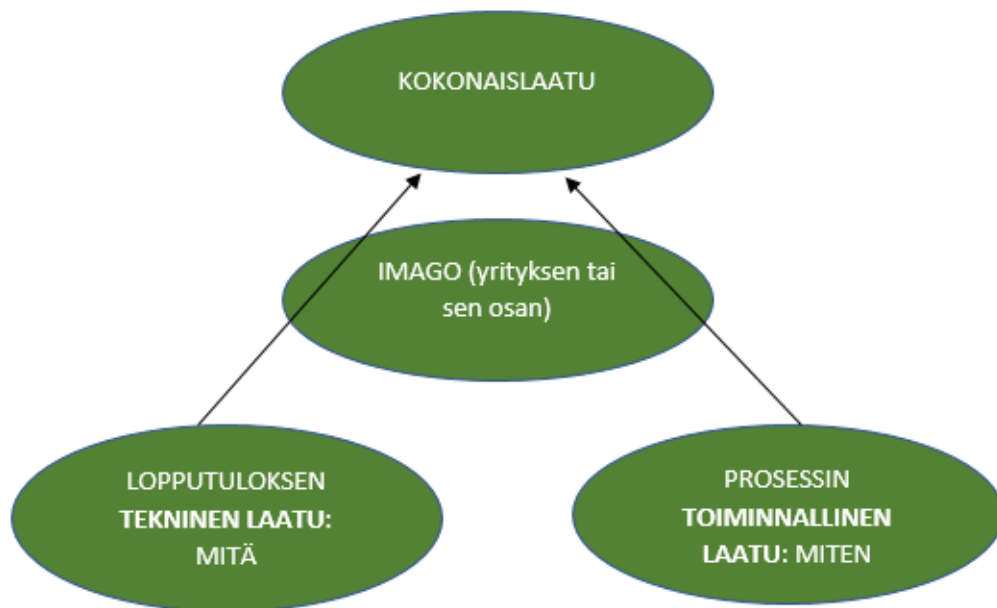 KOKONAISLAATU
IMAGO (yrityksen tai
sen osan)
LOPPUTULOKSEN
TEKNINEN LAATU:
MITÄ
PROSESSIN
TOIMINNALLINEN
LAATU: MITEN